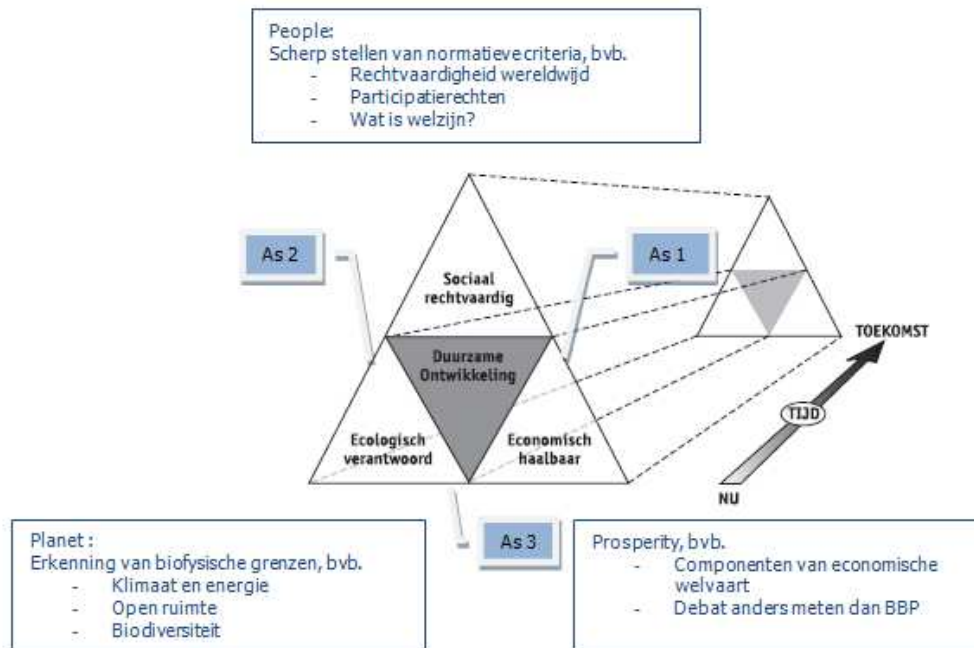 People:
Scherp stellen van normatieve criteria, bvb.
- Rechtvaardigheid wereldwijd
- Participatierechten
- Wat is welzijn?
As 2
As 1
Sociaal
rechtvaardig
Duurzame
Ontwikkeling
Ecologisch
verantwoord
Economisch
haalbaar
TOEKOMST
TIJD
NU
As 3
Planet :
Erkenning van biofysische grenzen, bvb.
- Klimaat en energie
- Open ruimte
- Biodiversiteit
Prosperity, bvb.
- Componenten van economische
welvaart
- Debat anders meten dan BBP